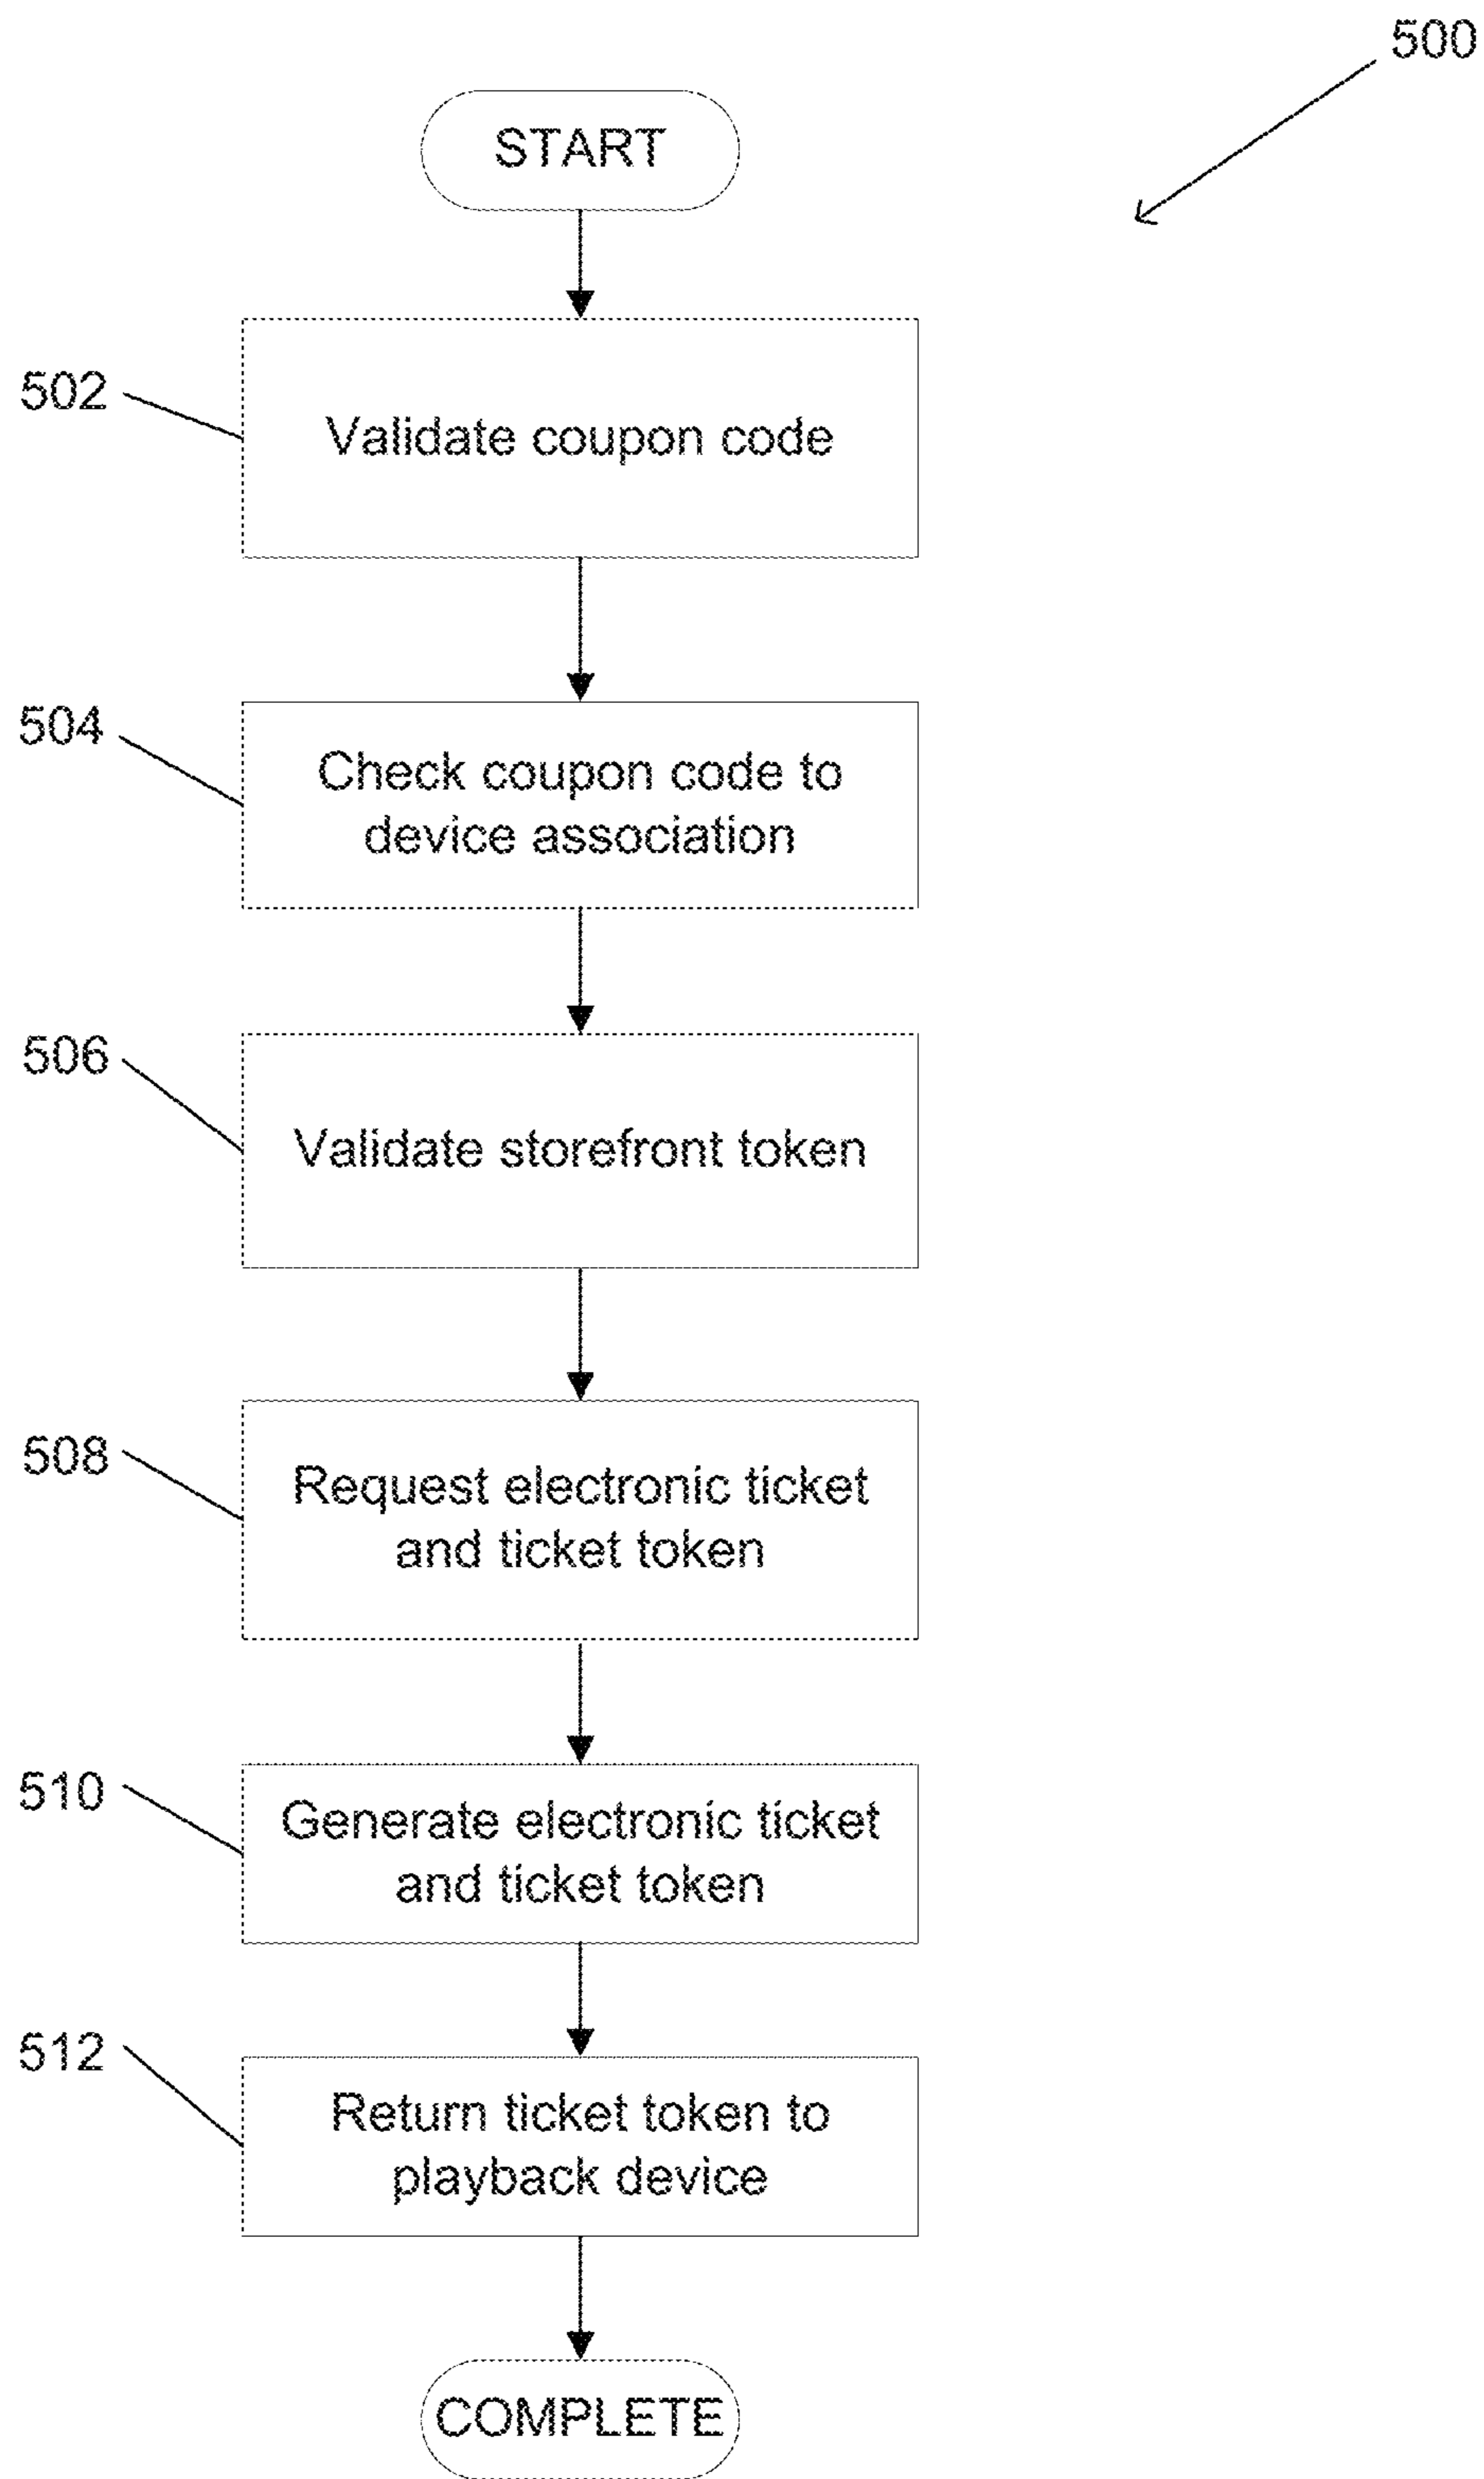 500
START
502
Validate coupon code
504
Check coupon code to
device association
506
Validate storefront token
508
Request electronic ticket
and ticket token
510
Generate electronic ticket
and ticket token
512
Return ticket token to
playback device
COMPLETE